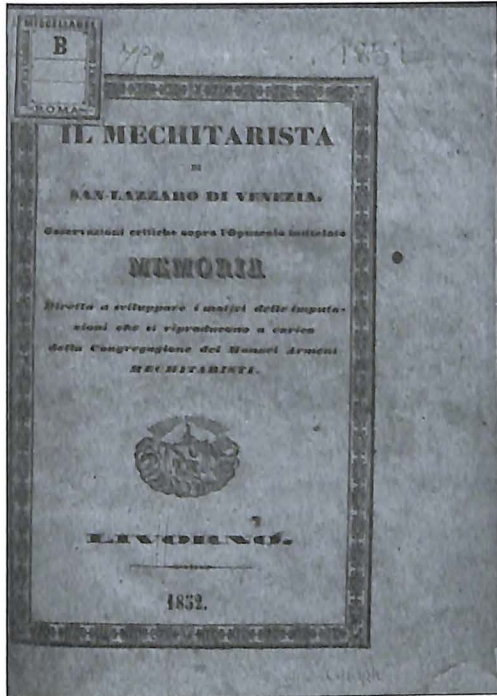 MISCELLANEA
B
ROMA
IL MECHITARISTA
DI
SAN-LAZZARO DI VENEZIA.
Osservazioni critiche sopra l'Opuscolo intitolato
MEMORIA
Diretta a sviluppare i motivi delle imputa-
zioni che si riproducono a carico
della Congregazione dei Monaci Armeni
MECHITARISTI.
LIVORNO.
1852.